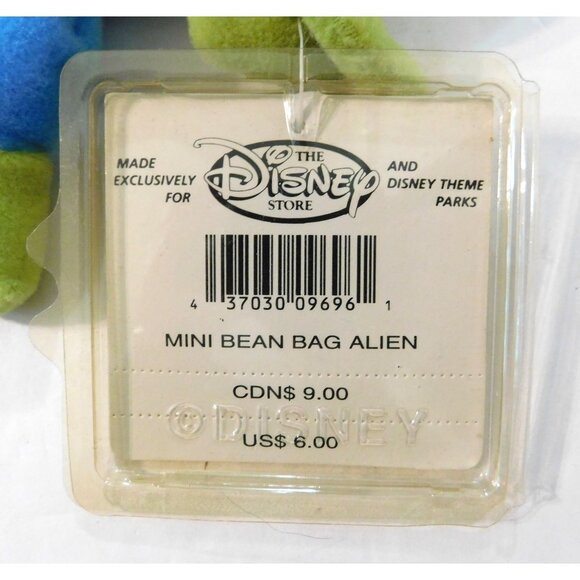 MADE
EXCLUSIVELY
FOR
THE
DISNEY
STORE
AND
DISNEY THEME
PARKS
4 37030 09696 1
MINI BEAN BAG ALIEN
CDN$ 9.00
©DISNEY
US$ 6.00